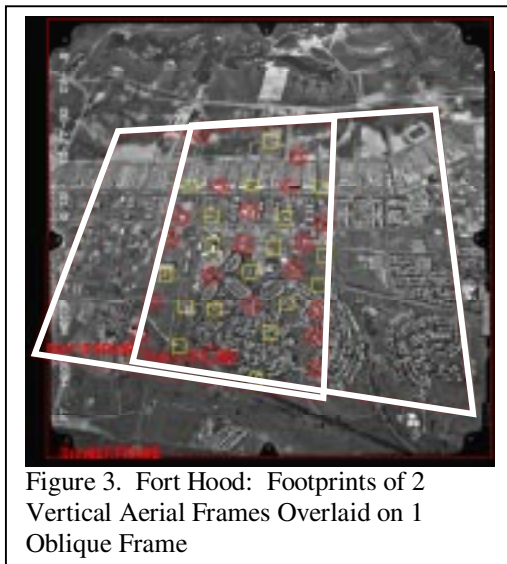 Figure 3. Fort Hood: Footprints of 2
Vertical Aerial Frames Overlaid on 1
Oblique Frame